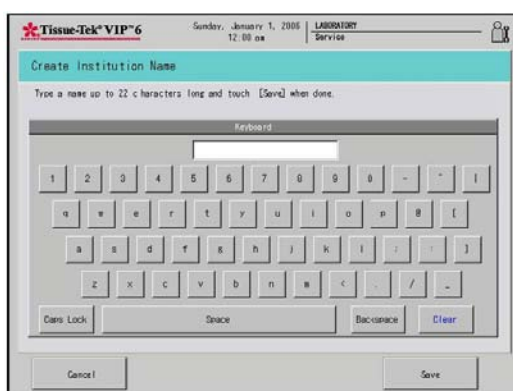 Tissue-Tek® VIP™6
Sunday, January 1, 2006
12:00 am
LABORATORY
Service
Create Institution Name
Type a name up to 22 characters long and touch [Save] when done.
Keyboard
1 2 3 4 5 6 7 8 9 0 - ^ |
q w e r t y u i o p @ [
a s d f g h j k l ; : ]
z x c v b n m < . / _
Caps Lock Space Backspace Clear
Cancel Save